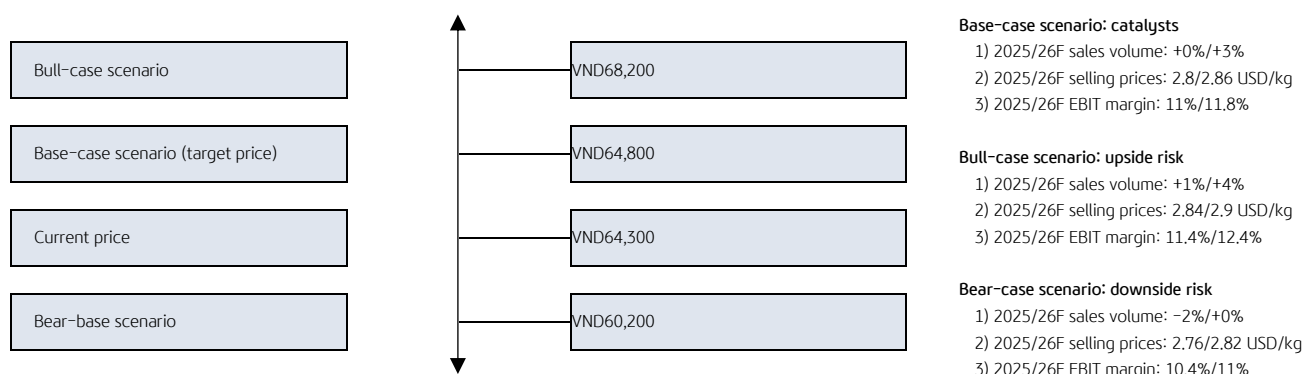 Bull-case scenario
VND68,200
Base-case scenario (target price)
VND64,800
Current price
VND64,300
Bear-base scenario
VND60,200
Base-case scenario: catalysts
1) 2025/26F sales volume: +0%/+3%
2) 2025/26F selling prices: 2.8/2.86 USD/kg
3) 2025/26F EBIT margin: 11%/11.8%
Bull-case scenario: upside risk
1) 2025/26F sales volume: +1%/+4%
2) 2025/26F selling prices: 2.84/2.9 USD/kg
3) 2025/26F EBIT margin: 11.4%/12.4%
Bear-case scenario: downside risk
1) 2025/26F sales volume: -2%/+0%
2) 2025/26F selling prices: 2.76/2.82 USD/kg
3) 2025/26F EBIT margin: 10.4%/11%